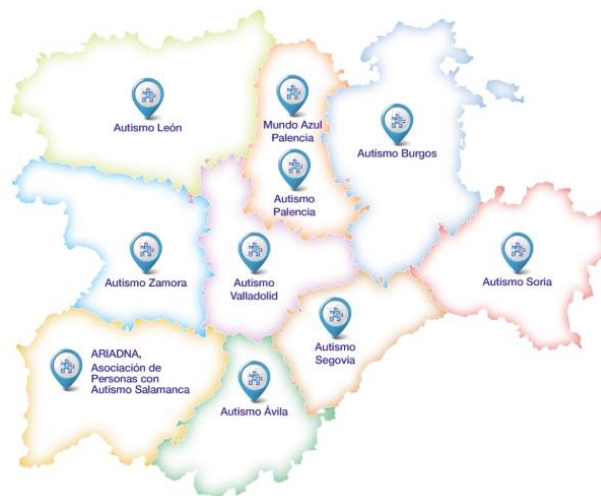 Autismo León
Mundo Azul
Palencia
Autismo Burgos
Autismo
Palencia
Autismo Zamora
Autismo
Valladolid
Autismo Soria
Autismo
Segovia
ARIADNA,
Asociación de
Personas con
Autismo Salamanca
Autismo Ávila